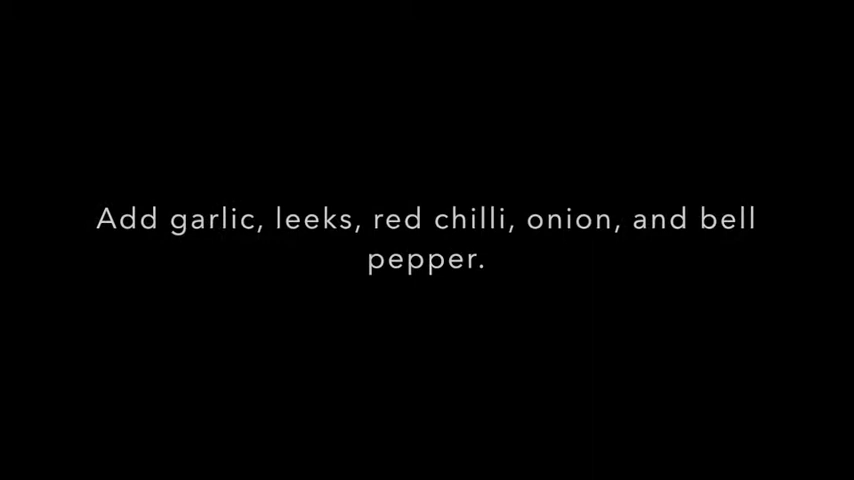 Add garlic, leeks, red chilli, onion, and bell
pepper.